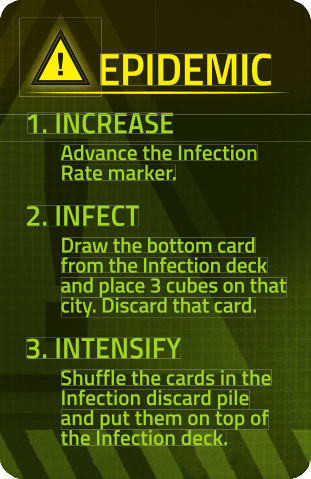 EPIDEMIC
1. INCREASE
Advance the Infection
Rate marker.
2. INFECT
Draw the bottom card
from the Infection deck
and place 3 cubes on that
city. Discard that card.
3. INTENSIFY
Shuffle the cards in the
Infection discard pile
and put them on top of
the Infection deck.